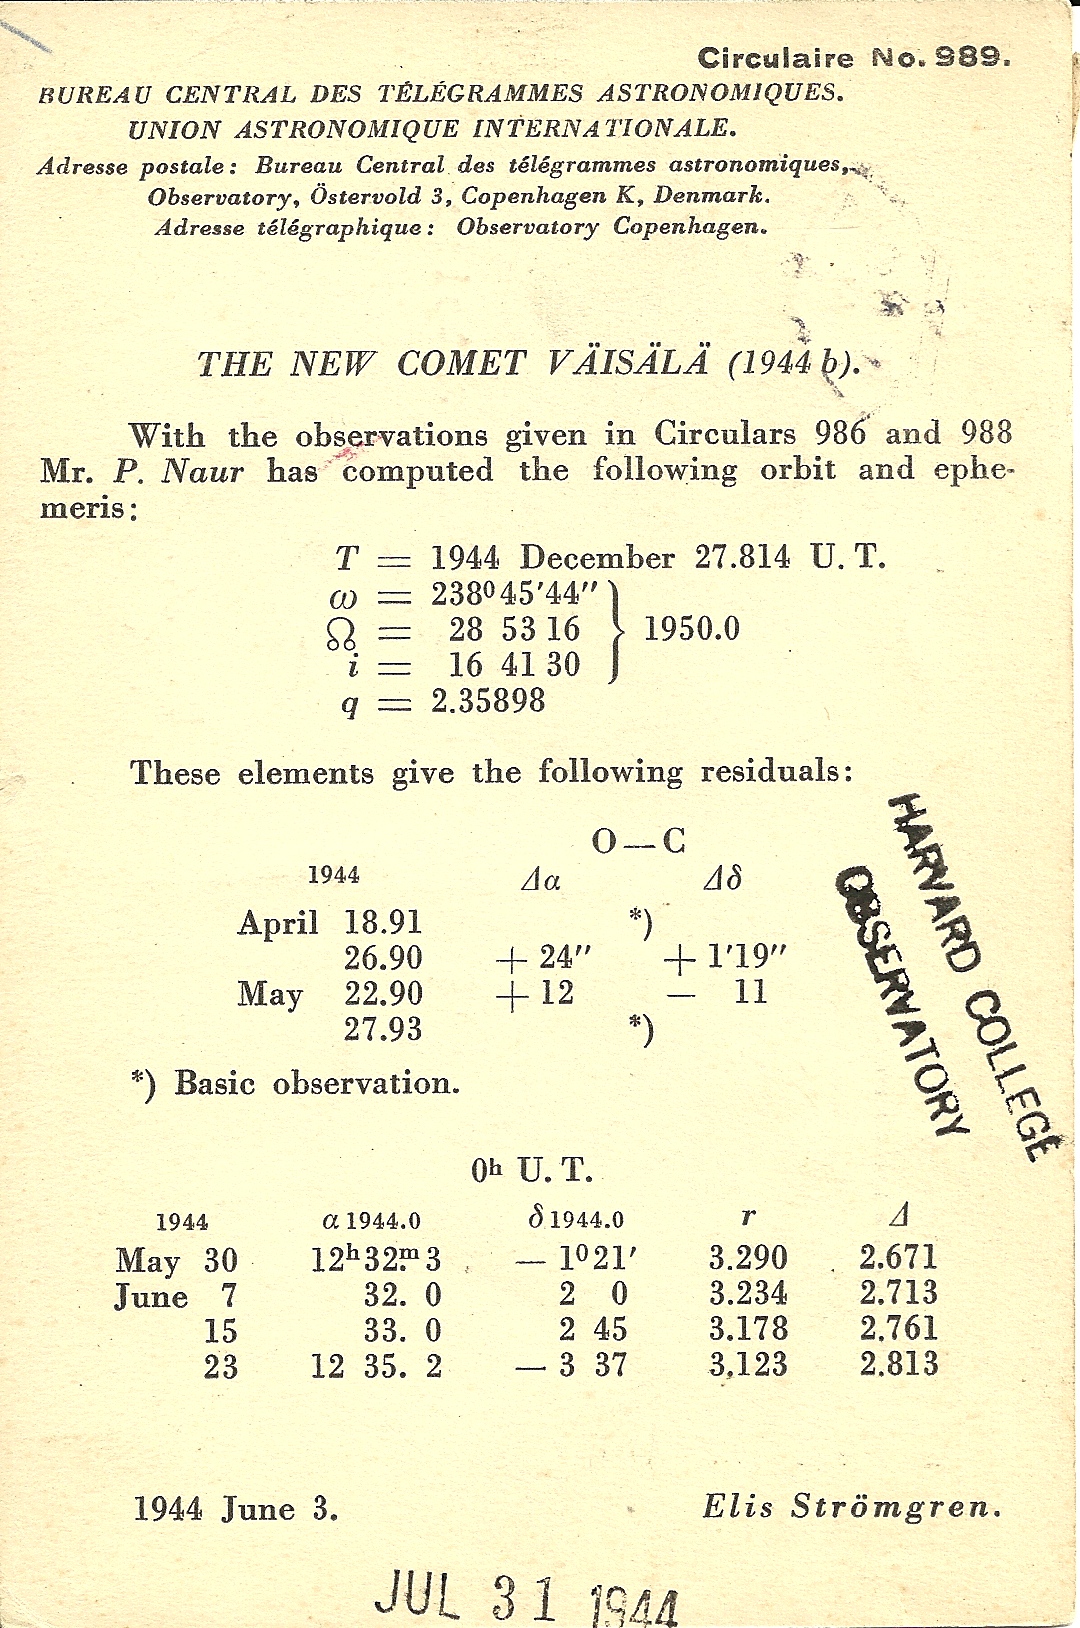 Circulaire No. 989.
BUREAU CENTRAL DES TÉLÉGRAMMES ASTRONOMIQUES.
UNION ASTRONOMIQUE INTERNATIONALE.
Adresse postale: Bureau Central des télégrammes astronomiques,
Observatory, Östervold 3, Copenhagen K, Denmark.
Adresse télégraphique: Observatory Copenhagen.
THE NEW COMET VÄISÄLÄ (1944 b).
With the observations given in Circulars 986 and 988
Mr. P. Naur has computed the following orbit and ephe-
meris:
T = 1944 December 27.814 U. T.
ω = 238⁰45′44″
☊ = 28 53 16 } 1950.0
i = 16 41 30
q = 2.35898
These elements give the following residuals:
O—C
1944 Δα Δδ
April 18.91 *)
26.90 + 24″ + 1′19″
May 22.90 + 12 − 11
27.93 *)
*) Basic observation.
0ʰ U. T.
1944 α 1944.0 δ 1944.0 r Δ
May 30 12ʰ32ᵐ.3 — 1⁰21′ 3.290 2.671
June 7 32. 0 2 0 3.234 2.713
15 33. 0 2 45 3.178 2.761
23 12 35. 2 — 3 37 3.123 2.813
1944 June 3. Elis Strömgren.
HARVARD COLLEGE
OBSERVATORY
JUL 31 1944